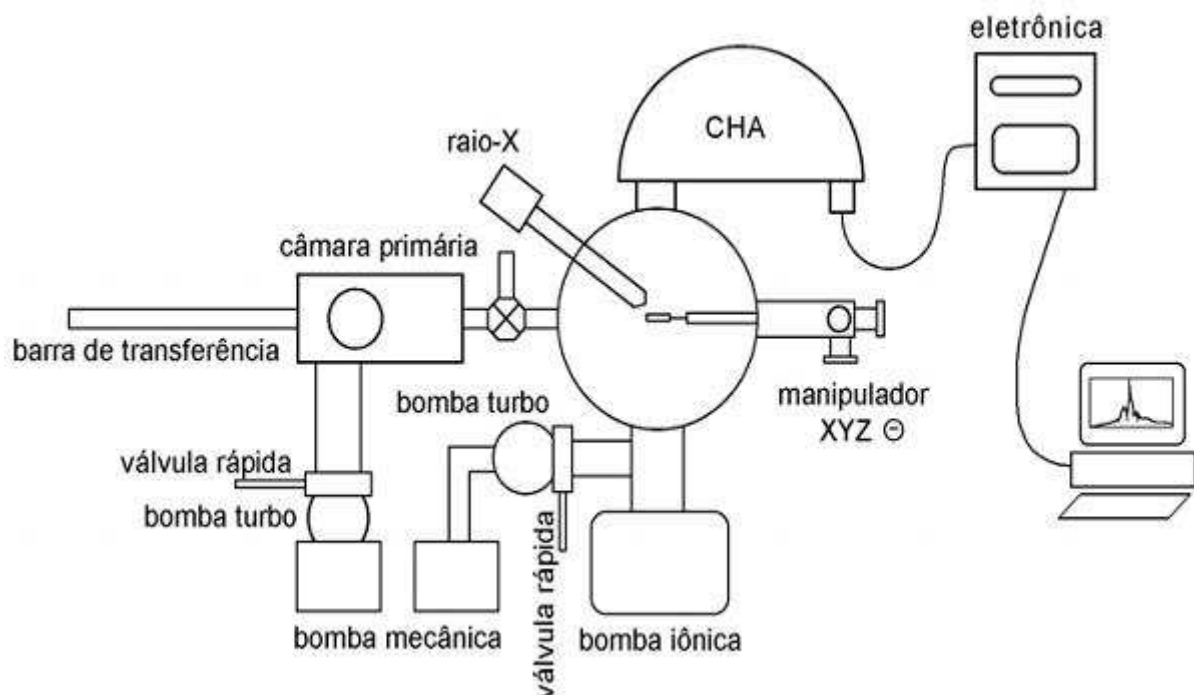 eletrônica
CHA
raio-X
câmara primária
barra de transferência
bomba turbo
manipulador
XYZ Θ
válvula rápida
bomba turbo
válvula rápida
bomba mecânica
bomba iônica